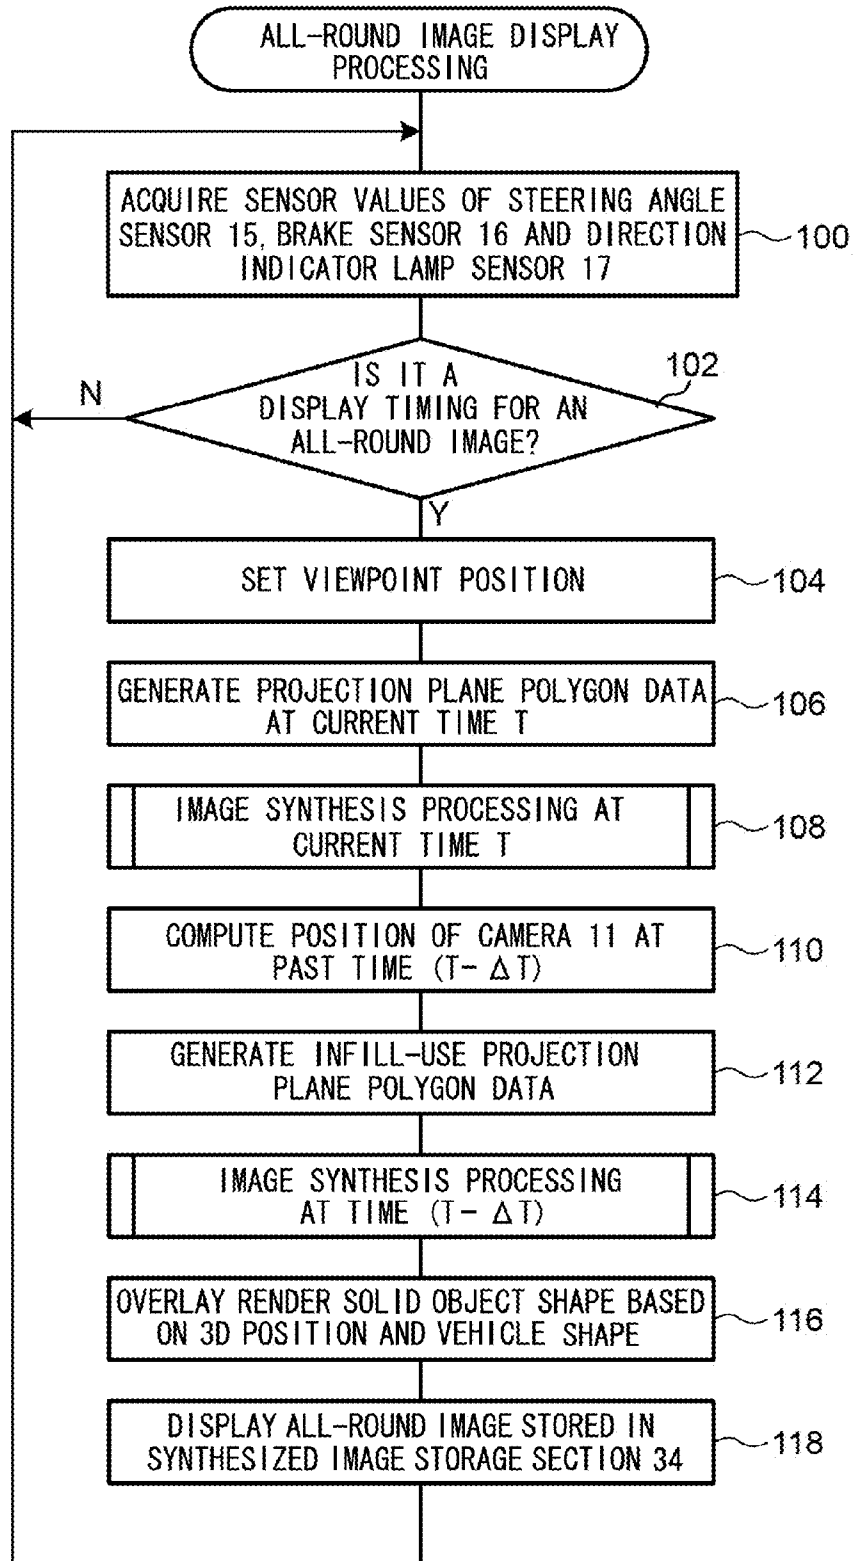 ALL-ROUND IMAGE DISPLAY
PROCESSING
ACQUIRE SENSOR VALUES OF STEERING ANGLE
SENSOR 15, BRAKE SENSOR 16 AND DIRECTION
INDICATOR LAMP SENSOR 17
100
IS IT A
DISPLAY TIMING FOR AN
ALL-ROUND IMAGE?
102
N
Y
SET VIEWPOINT POSITION
104
GENERATE PROJECTION PLANE POLYGON DATA
AT CURRENT TIME T
106
IMAGE SYNTHESIS PROCESSING AT
CURRENT TIME T
108
COMPUTE POSITION OF CAMERA 11 AT
PAST TIME (T- ΔT)
110
GENERATE INFILL-USE PROJECTION
PLANE POLYGON DATA
112
IMAGE SYNTHESIS PROCESSING
AT TIME (T- ΔT)
114
OVERLAY RENDER SOLID OBJECT SHAPE BASED
ON 3D POSITION AND VEHICLE SHAPE
116
DISPLAY ALL-ROUND IMAGE STORED IN
SYNTHESIZED IMAGE STORAGE SECTION 34
118